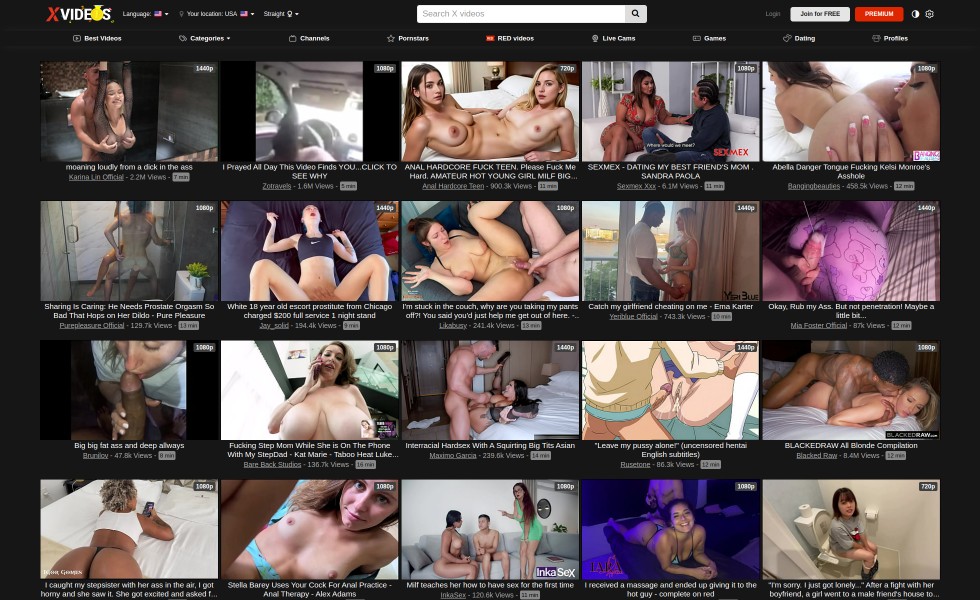 XVIDEOS
Language:
Your location: USA
Straight
Search X videos
Login
Join for FREE
PREMIUM
Best Videos
Categories
Channels
Pornstars
RED videos
Live Cams
Games
Dating
Profiles
1440p
moaning loudly from a dick in the ass
Karina Lin Official - 2.2M Views - 7 min
1080p
I Prayed All Day This Video Finds YOU...CLICK TO
SEE WHY
Zotravels - 1.6M Views - 5 min
720p
ANAL HARDCORE FUCK TEEN. Please Fuck Me
Hard. AMATEUR HOT YOUNG GIRL MILF BIG...
Anal Hardcore Teen - 900.3k Views - 11 min
1080p
Where would we meet?
SEXMEX
SEXMEX - DATING MY BEST FRIEND'S MOM .
SANDRA PAOLA
Sexmex Xxx - 6.1M Views - 11 min
1080p
Abella Danger Tongue Fucking Kelsi Monroe's
Asshole
Bangingbeauties - 458.5k Views - 12 min
1080p
Sharing Is Caring: He Needs Prostate Orgasm So
Bad That Hops on Her Dildo - Pure Pleasure
Purepleasure Official - 129.7k Views - 13 min
1440p
White 18 year old escort prostitute from Chicago
charged $200 full service 1 night stand
Jay_solid - 194.4k Views - 9 min
1080p
I'm stuck in the couch, why are you taking my pants
off?! You said you'd just help me get out of here. -..
Likabusy - 241.4k Views - 13 min
1440p
Catch my girlfriend cheating on me - Ema Karter
Yenblue Official - 743.3k Views - 10 min
1440p
Okay, Rub my Ass. But not penetration! Maybe a
little bit...
Mia Foster Official - 87k Views - 12 min
1080p
Big big fat ass and deep allways
Brunilov - 47.8k Views - 8 min
1080p
Fucking Step Mom While She is On The Phone
With My StepDad - Kat Marie - Taboo Heat Luke...
Bare Back Studios - 136.7k Views - 16 min
1440p
Interracial Hardsex With A Squirting Big Tits Asian
Maximo Garcia - 239.6k Views - 14 min
1440p
"Leave my pussy alone!" (uncensored hentai
English subtitles)
Rusetone - 86.3k Views - 12 min
1080p
BLACKEDRAW.com
BLACKEDRAW All Blonde Compilation
Blacked Raw - 8.4M Views - 12 min
1080p
I caught my stepsister with her ass in the air, I got
horny and she saw it. She got excited and asked f...
1080p
Stella Barey Uses Your Cock For Anal Practice -
Anal Therapy - Alex Adams
1080p
InkaSex
Milf teaches her how to have sex for the first time
InkaSex - 120.6k Views - 11 min
1080p
I received a massage and ended up giving it to the
hot guy - complete on red
720p
"I'm sorry. I just got lonely..." After a fight with her
boyfriend, a girl went to a male friend's house to...